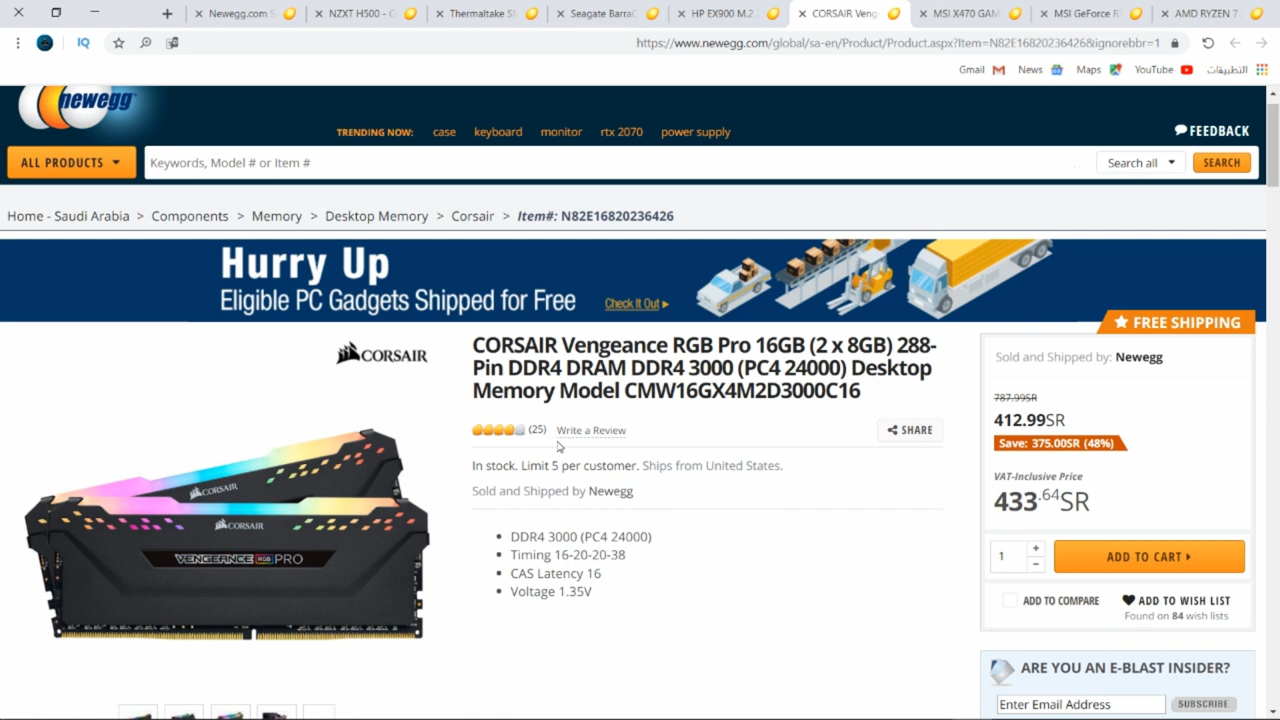 Newegg.com S
NZXT H500 - C
Thermaltake S
Seagate BarraC
HP EX900 M.2
CORSAIR Veng
MSI X470 GAM
MSI GeForce R
AMD RYZEN 7
IQ
https://www.newegg.com/global/sa-en/Product/Product.aspx?Item=N82E16820236426&ignorebbr=1
Gmail
News
Maps
YouTube
التطبيقات
newegg
TRENDING NOW: case keyboard monitor rtx 2070 power supply
FEEDBACK
ALL PRODUCTS
Keywords, Model # or Item #
Search all
SEARCH
Home - Saudi Arabia > Components > Memory > Desktop Memory > Corsair > Item#: N82E16820236426
Hurry Up
Eligible PC Gadgets Shipped for Free
Check It Out
FREE SHIPPING
CORSAIR
CORSAIR Vengeance RGB Pro 16GB (2 x 8GB) 288-
Pin DDR4 DRAM DDR4 3000 (PC4 24000) Desktop
Memory Model CMW16GX4M2D3000C16
(25) Write a Review
SHARE
In stock. Limit 5 per customer. Ships from United States.
Sold and Shipped by Newegg
DDR4 3000 (PC4 24000)
Timing 16-20-20-38
CAS Latency 16
Voltage 1.35V
CORSAIR
CORSAIR
VENGEANCE RGB PRO
Sold and Shipped by: Newegg
787.99SR
412.99SR
Save: 375.00SR (48%)
VAT-Inclusive Price
433.64SR
1
+
-
ADD TO CART
ADD TO COMPARE
ADD TO WISH LIST
Found on 84 wish lists
ARE YOU AN E-BLAST INSIDER?
Enter Email Address
SUBSCRIBE